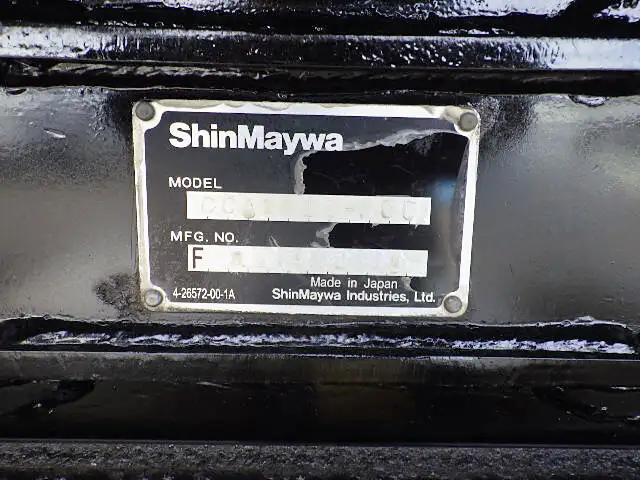 ShinMaywa
MODEL
MFG. NO.
F
Made in Japan
4-26572-00-1A
ShinMaywa Industries, Ltd.